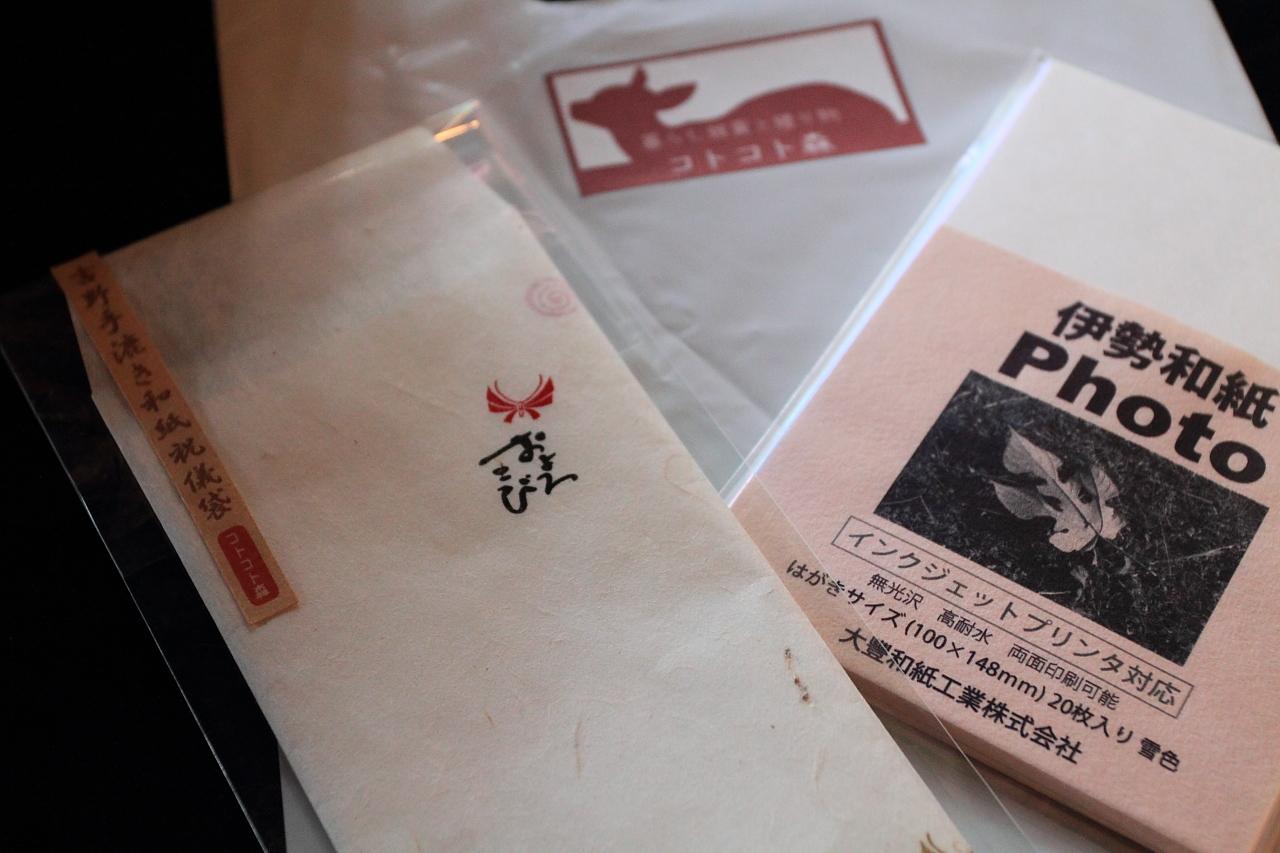 コトコト森
吉野手漉き和紙祝儀袋
コトコト森
およろ
こび
伊勢和紙
Photo
インクジェットプリンタ対応
無光沢 高耐水 両面印刷可能
はがきサイズ(100×148mm) 20枚入り 雪色
大豐和紙工業株式会社